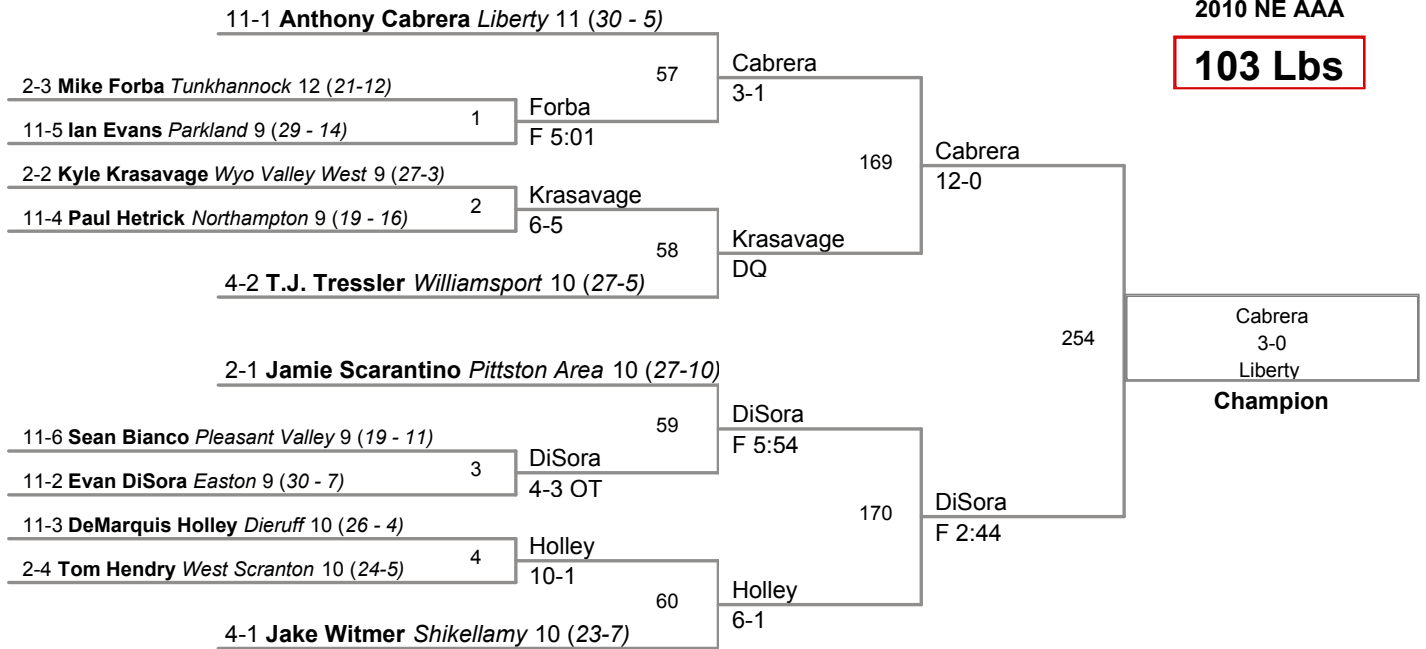 2010 NE AAA
103 Lbs
11-1 Anthony Cabrera Liberty 11 (30 - 5)
57
Cabrera
3-1
2-3 Mike Forba Tunkhannock 12 (21-12)
1
Forba
F 5:01
11-5 Ian Evans Parkland 9 (29 - 14)
169
Cabrera
12-0
2-2 Kyle Krasavage Wyo Valley West 9 (27-3)
2
Krasavage
6-5
11-4 Paul Hetrick Northampton 9 (19 - 16)
58
Krasavage
DQ
4-2 T.J. Tressler Williamsport 10 (27-5)
254
Cabrera
3-0
Liberty
Champion
2-1 Jamie Scarantino Pittston Area 10 (27-10)
59
DiSora
F 5:54
11-6 Sean Bianco Pleasant Valley 9 (19 - 11)
3
DiSora
4-3 OT
11-2 Evan DiSora Easton 9 (30 - 7)
170
DiSora
F 2:44
11-3 DeMarquis Holley Dieruff 10 (26 - 4)
4
Holley
10-1
2-4 Tom Hendry West Scranton 10 (24-5)
60
Holley
6-1
4-1 Jake Witmer Shikellamy 10 (23-7)